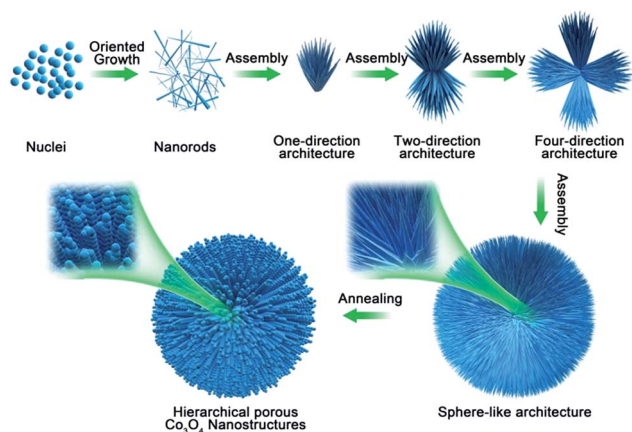 Oriented
Growth
Assembly
Assembly
Assembly
Nuclei
Nanorods
One-direction
architecture
Two-direction
architecture
Four-direction
architecture
Assembly
Annealing
Hierarchical porous
Co₃O₄ Nanostructures
Sphere-like architecture